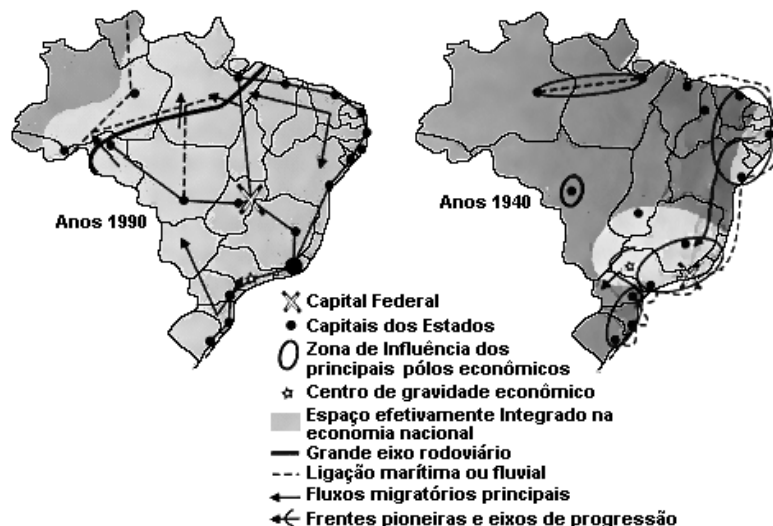 Anos 1990
Anos 1940
Capital Federal
Capitais dos Estados
Zona de Influência dos
principais pólos econômicos
Centro de gravidade econômico
Espaço efetivamente Integrado na
economia nacional
Grande eixo rodoviário
Ligação marítima ou fluvial
Fluxos migratórios principais
Frentes pioneiras e eixos de progressão